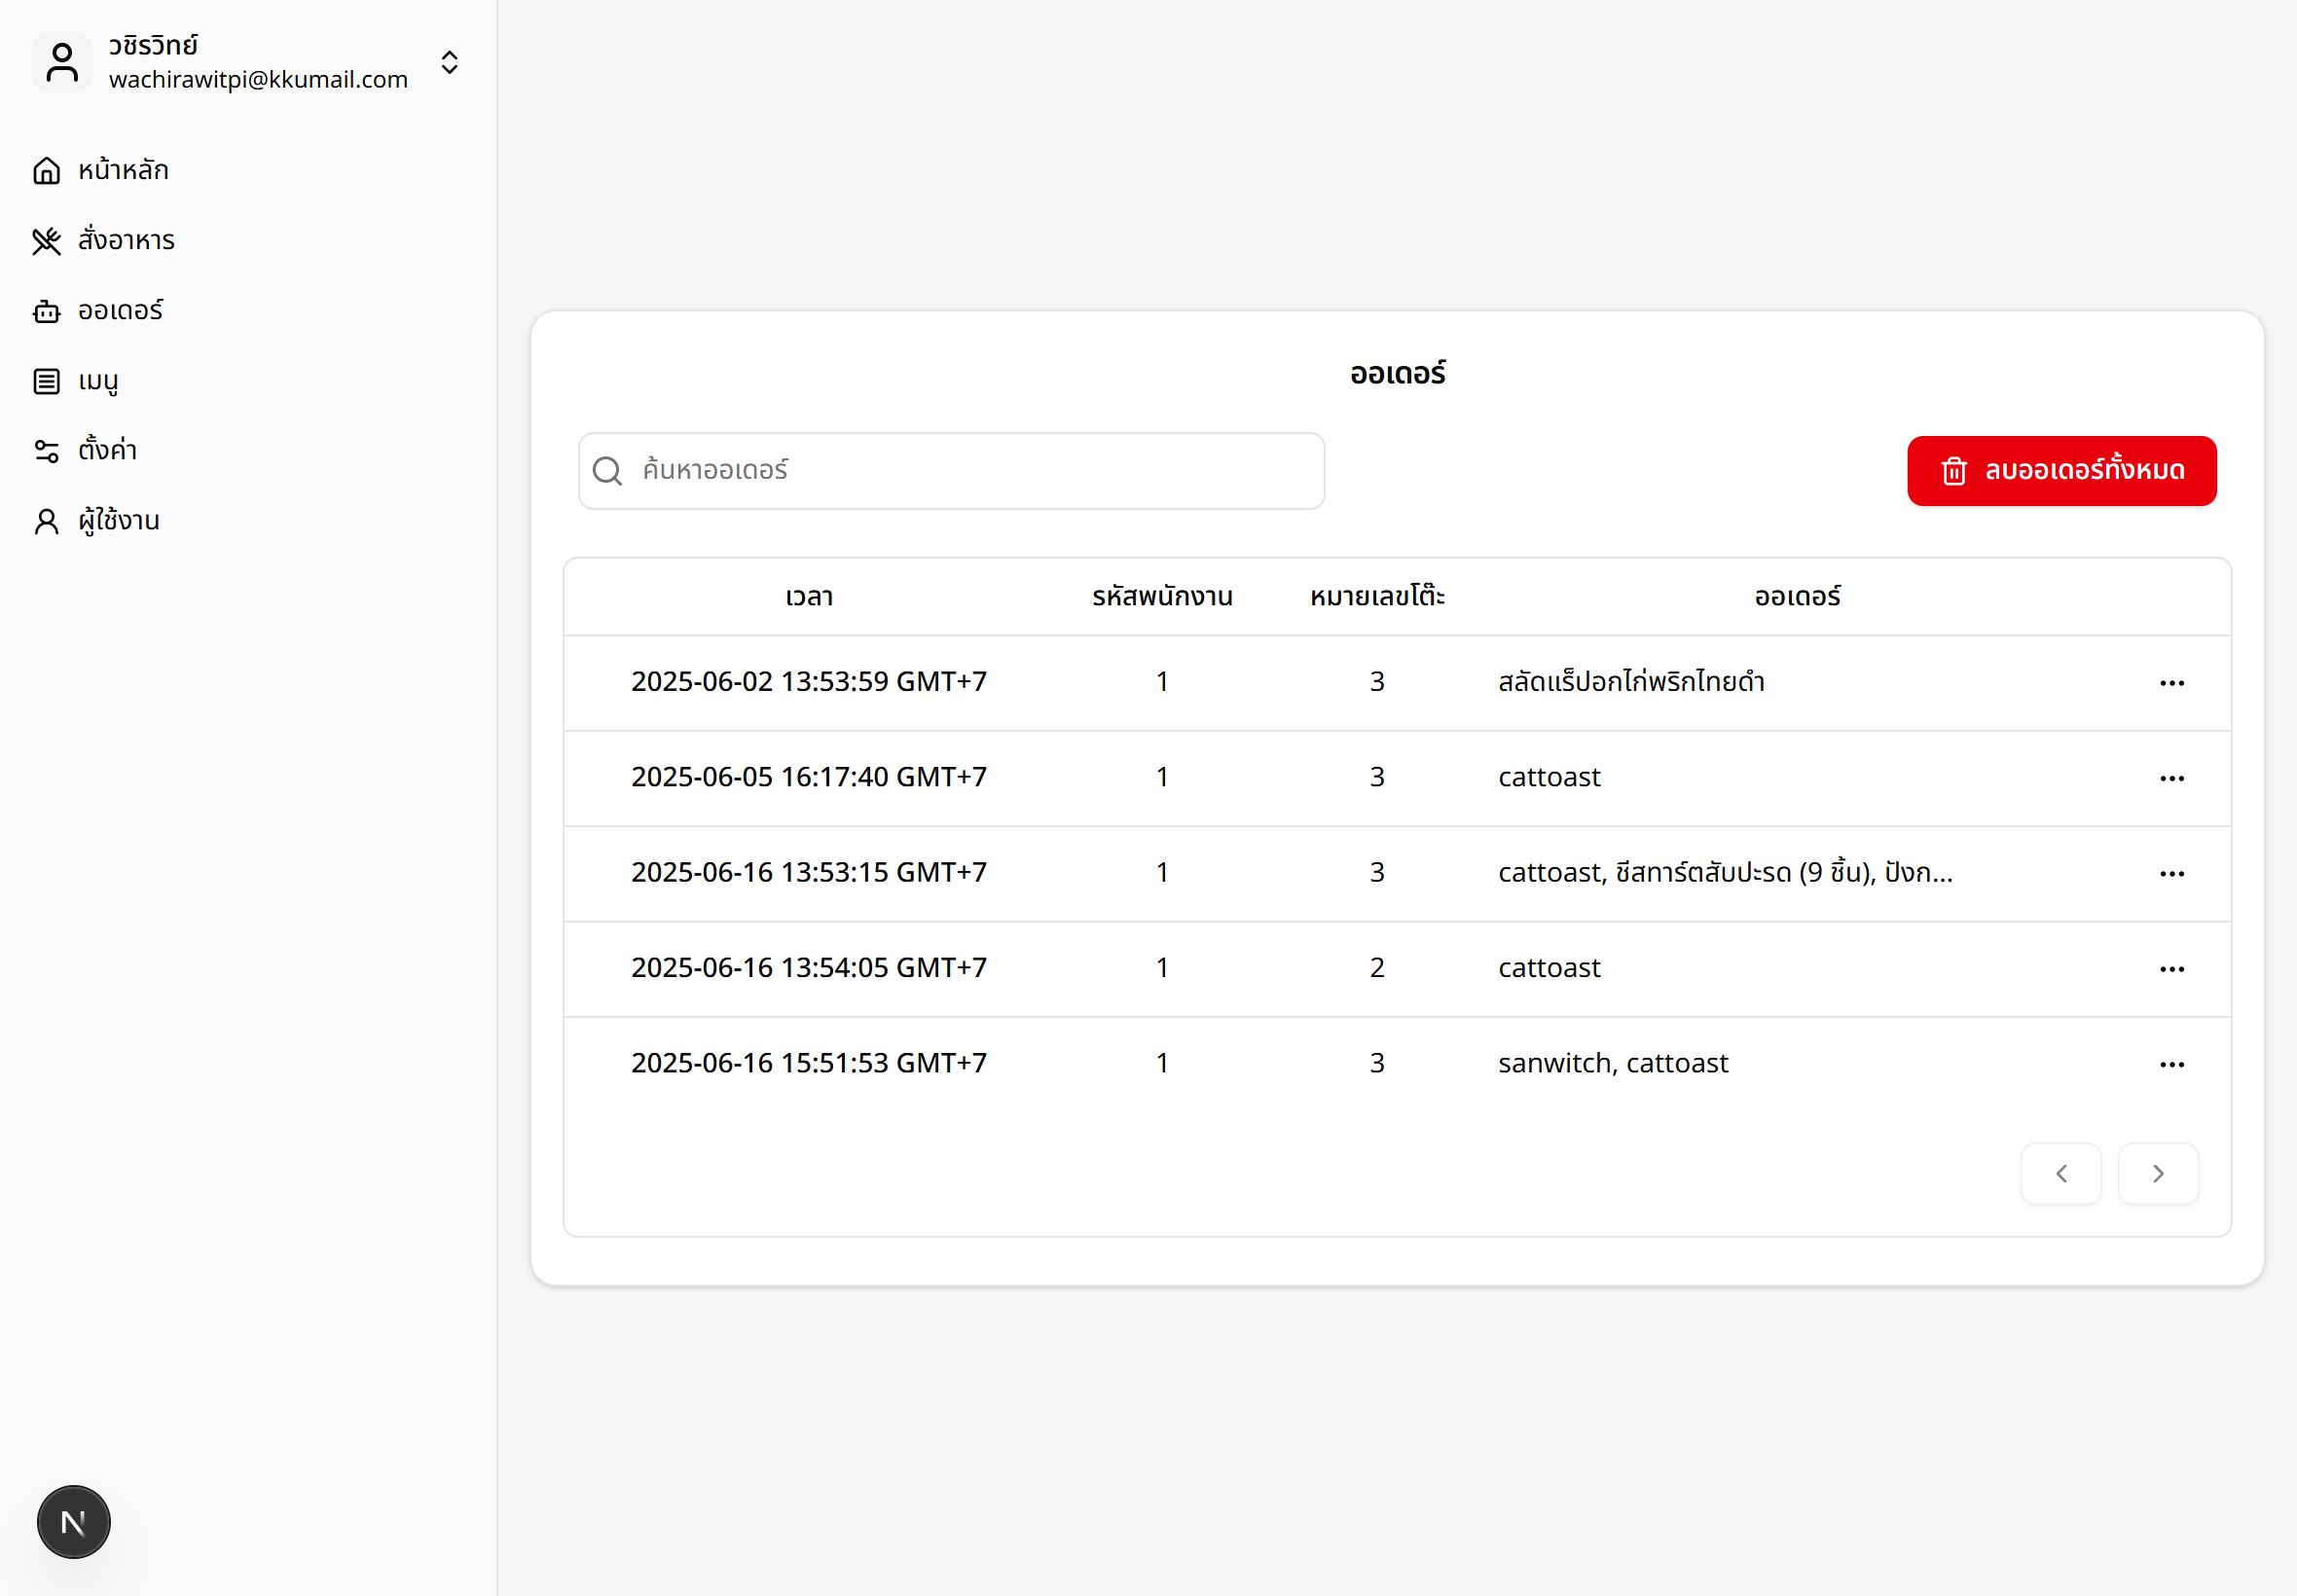 วชิรวิทย์
wachirawitpi@kkumail.com
หน้าหลัก
สั่งอาหาร
ออเดอร์
เมนู
ตั้งค่า
ผู้ใช้งาน
ออเดอร์
ค้นหาออเดอร์
ลบออเดอร์ทั้งหมด
เวลา รหัสพนักงาน หมายเลขโต๊ะ ออเดอร์
2025-06-02 13:53:59 GMT+7 1 3 สลัดแร็ปอกไก่พริกไทยดำ
2025-06-05 16:17:40 GMT+7 1 3 cattoast
2025-06-16 13:53:15 GMT+7 1 3 cattoast, ชีสทาร์ตสับปะรด (9 ชิ้น), ปังก...
2025-06-16 13:54:05 GMT+7 1 2 cattoast
2025-06-16 15:51:53 GMT+7 1 3 sanwitch, cattoast
N